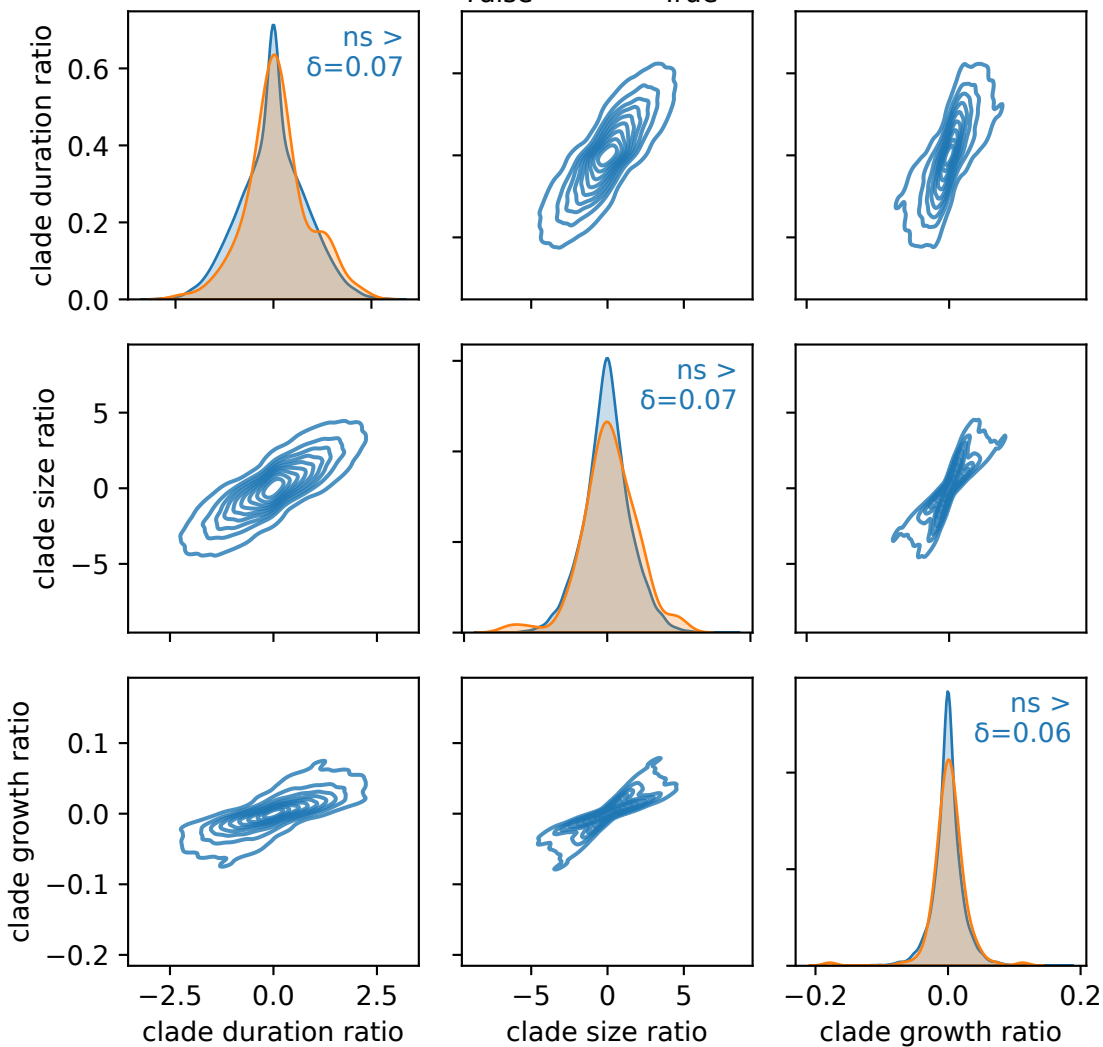 True
clade duration ratio
0.6
0.4
0.2
0.0
ns >
δ=0.07
clade size ratio
5
0
−5
ns >
δ=0.07
clade growth ratio
0.1
0.0
−0.1
−0.2
ns >
δ=0.06
−2.5
0.0
2.5
−5
0
5
−0.2
0.0
0.2
clade duration ratio
clade size ratio
clade growth ratio